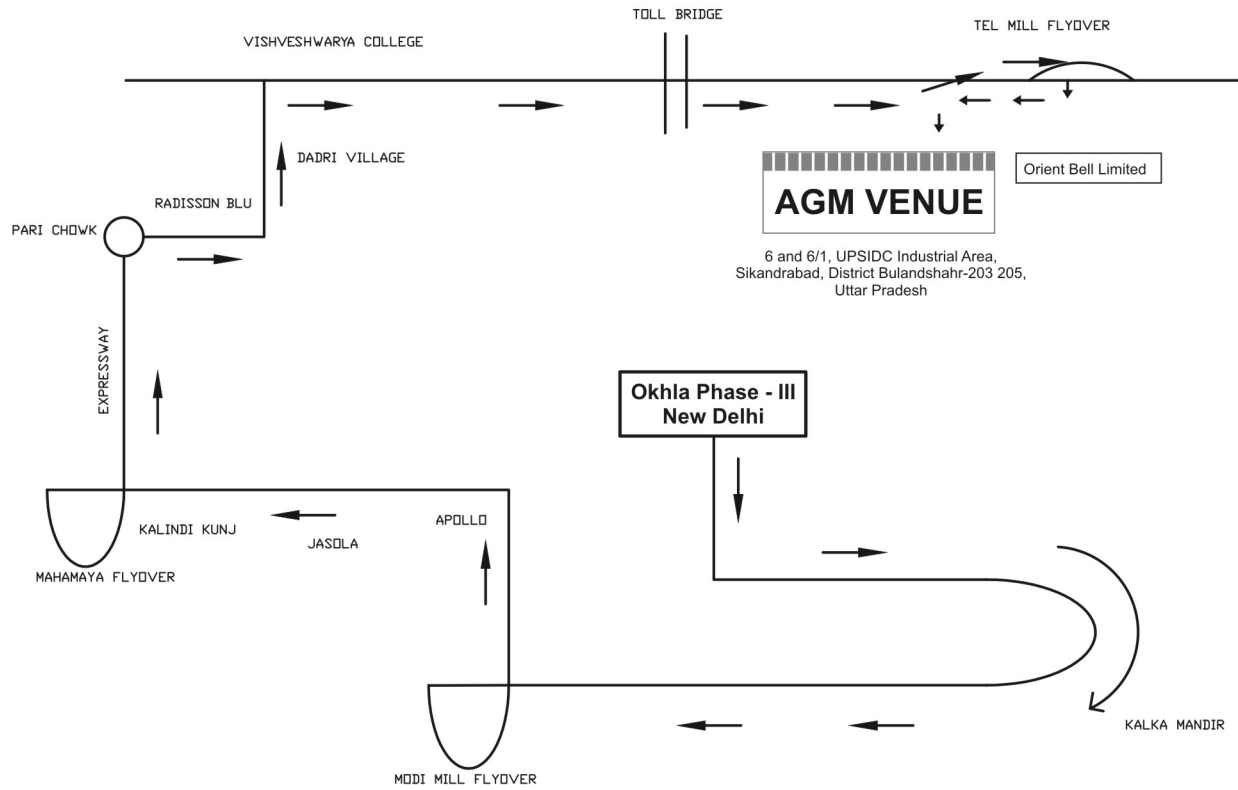 TOLL BRIDGE
TEL MILL FLYOVER
VISHVESHWARYA COLLEGE
DADRI VILLAGE
Orient Bell Limited
AGM VENUE
RADISSON BLU
PARI CHOWK
6 and 6/1, UPSIDC Industrial Area,
Sikandrabad, District Bulandshahr-203 205,
Uttar Pradesh
EXPRESSWAY
Okhla Phase - III
New Delhi
APOLLO
KALINDI KUNJ
JASOLA
MAHAMAYA FLYOVER
KALKA MANDIR
MODI MILL FLYOVER